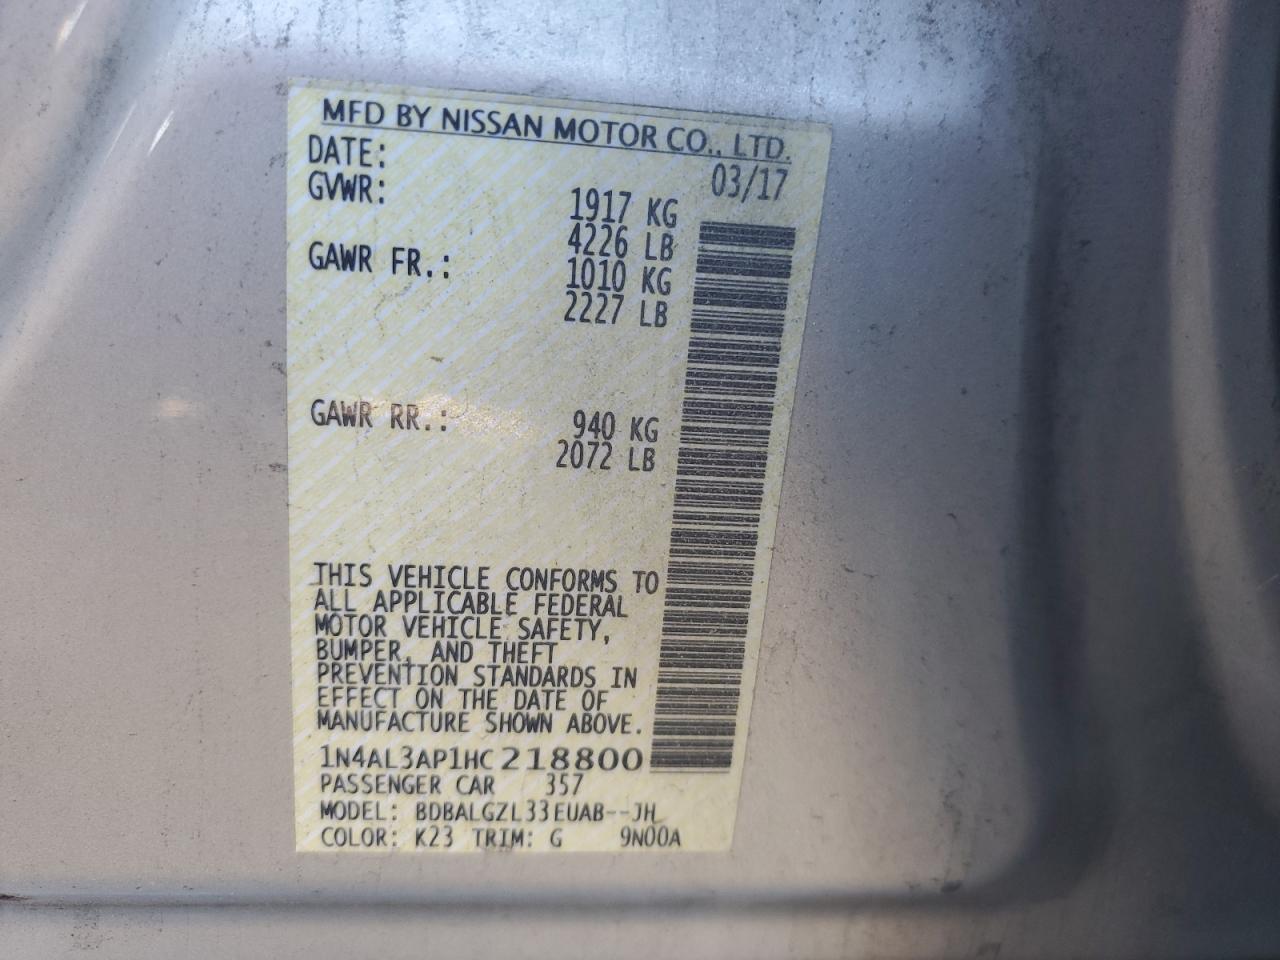 MFD BY NISSAN MOTOR CO., LTD.
DATE: 03/17
GVWR: 1917 KG
4226 LB
GAWR FR.: 1010 KG
2227 LB
GAWR RR.: 940 KG
2072 LB
THIS VEHICLE CONFORMS TO
ALL APPLICABLE FEDERAL
MOTOR VEHICLE SAFETY,
BUMPER, AND THEFT
PREVENTION STANDARDS IN
EFFECT ON THE DATE OF
MANUFACTURE SHOWN ABOVE.
1N4AL3AP1HC218800
PASSENGER CAR 357
MODEL: BDBALGZL33EUAB--JH
COLOR: K23 TRIM: G 9N00A